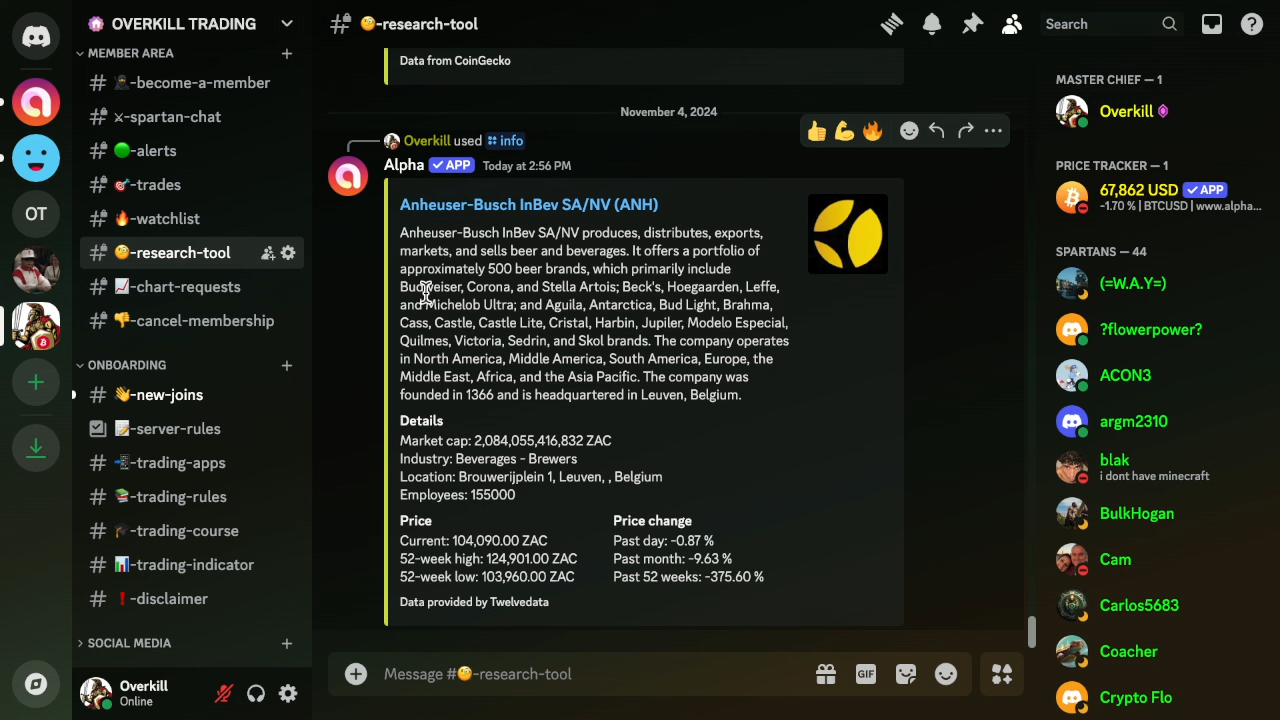 OVERKILL TRADING
MEMBER AREA
# 🥷-become-a-member
# ⚔-spartan-chat
# 🟢-alerts
# 🎯-trades
# 🔥-watchlist
# 🧐-research-tool
# 📈-chart-requests
# 👎-cancel-membership
ONBOARDING
# 👋-new-joins
📝-server-rules
# 📲-trading-apps
# 📚-trading-rules
# 🎓-trading-course
# 📊-trading-indicator
# ❗-disclaimer
SOCIAL MEDIA
OT
Overkill
Online
# 🧐-research-tool
Search
Data from CoinGecko
November 4, 2024
Overkill used info
Alpha ✓ APP Today at 2:56 PM
Anheuser-Busch InBev SA/NV (ANH)
Anheuser-Busch InBev SA/NV produces, distributes, exports,
markets, and sells beer and beverages. It offers a portfolio of
approximately 500 beer brands, which primarily include
Budweiser, Corona, and Stella Artois; Beck's, Hoegaarden, Leffe,
and Michelob Ultra; and Aguila, Antarctica, Bud Light, Brahma,
Cass, Castle, Castle Lite, Cristal, Harbin, Jupiler, Modelo Especial,
Quilmes, Victoria, Sedrin, and Skol brands. The company operates
in North America, Middle America, South America, Europe, the
Middle East, Africa, and the Asia Pacific. The company was
founded in 1366 and is headquartered in Leuven, Belgium.
Details
Market cap: 2,084,055,416,832 ZAC
Industry: Beverages - Brewers
Location: Brouwerijplein 1, Leuven, , Belgium
Employees: 155000
Price
Current: 104,090.00 ZAC
52-week high: 124,901.00 ZAC
52-week low: 103,960.00 ZAC
Price change
Past day: -0.87 %
Past month: -9.63 %
Past 52 weeks: -375.60 %
Data provided by Twelvedata
Message #🧐-research-tool
GIF
MASTER CHIEF — 1
Overkill
PRICE TRACKER — 1
67,862 USD ✓ APP
-1.70 % | BTCUSD | www.alpha...
SPARTANS — 44
(=W.A.Y=)
?flowerpower?
ACON3
argm2310
blak
i dont have minecraft
BulkHogan
Cam
Carlos5683
Coacher
Crypto Flo